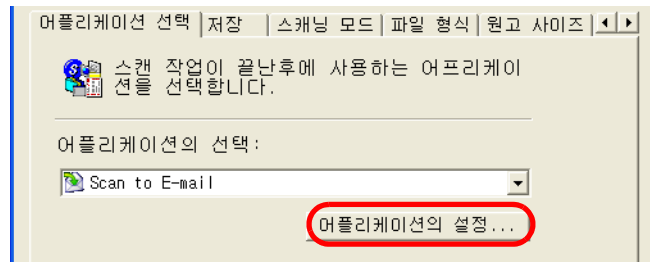 어플리케이션 선택 저장 스캐닝 모드 파일 형식 원고 사이즈
스캔 작업이 끝난후에 사용하는 어프리케이
션을 선택합니다.
어플리케이션의 선택:
Scan to E-mail
어플리케이션의 설정...